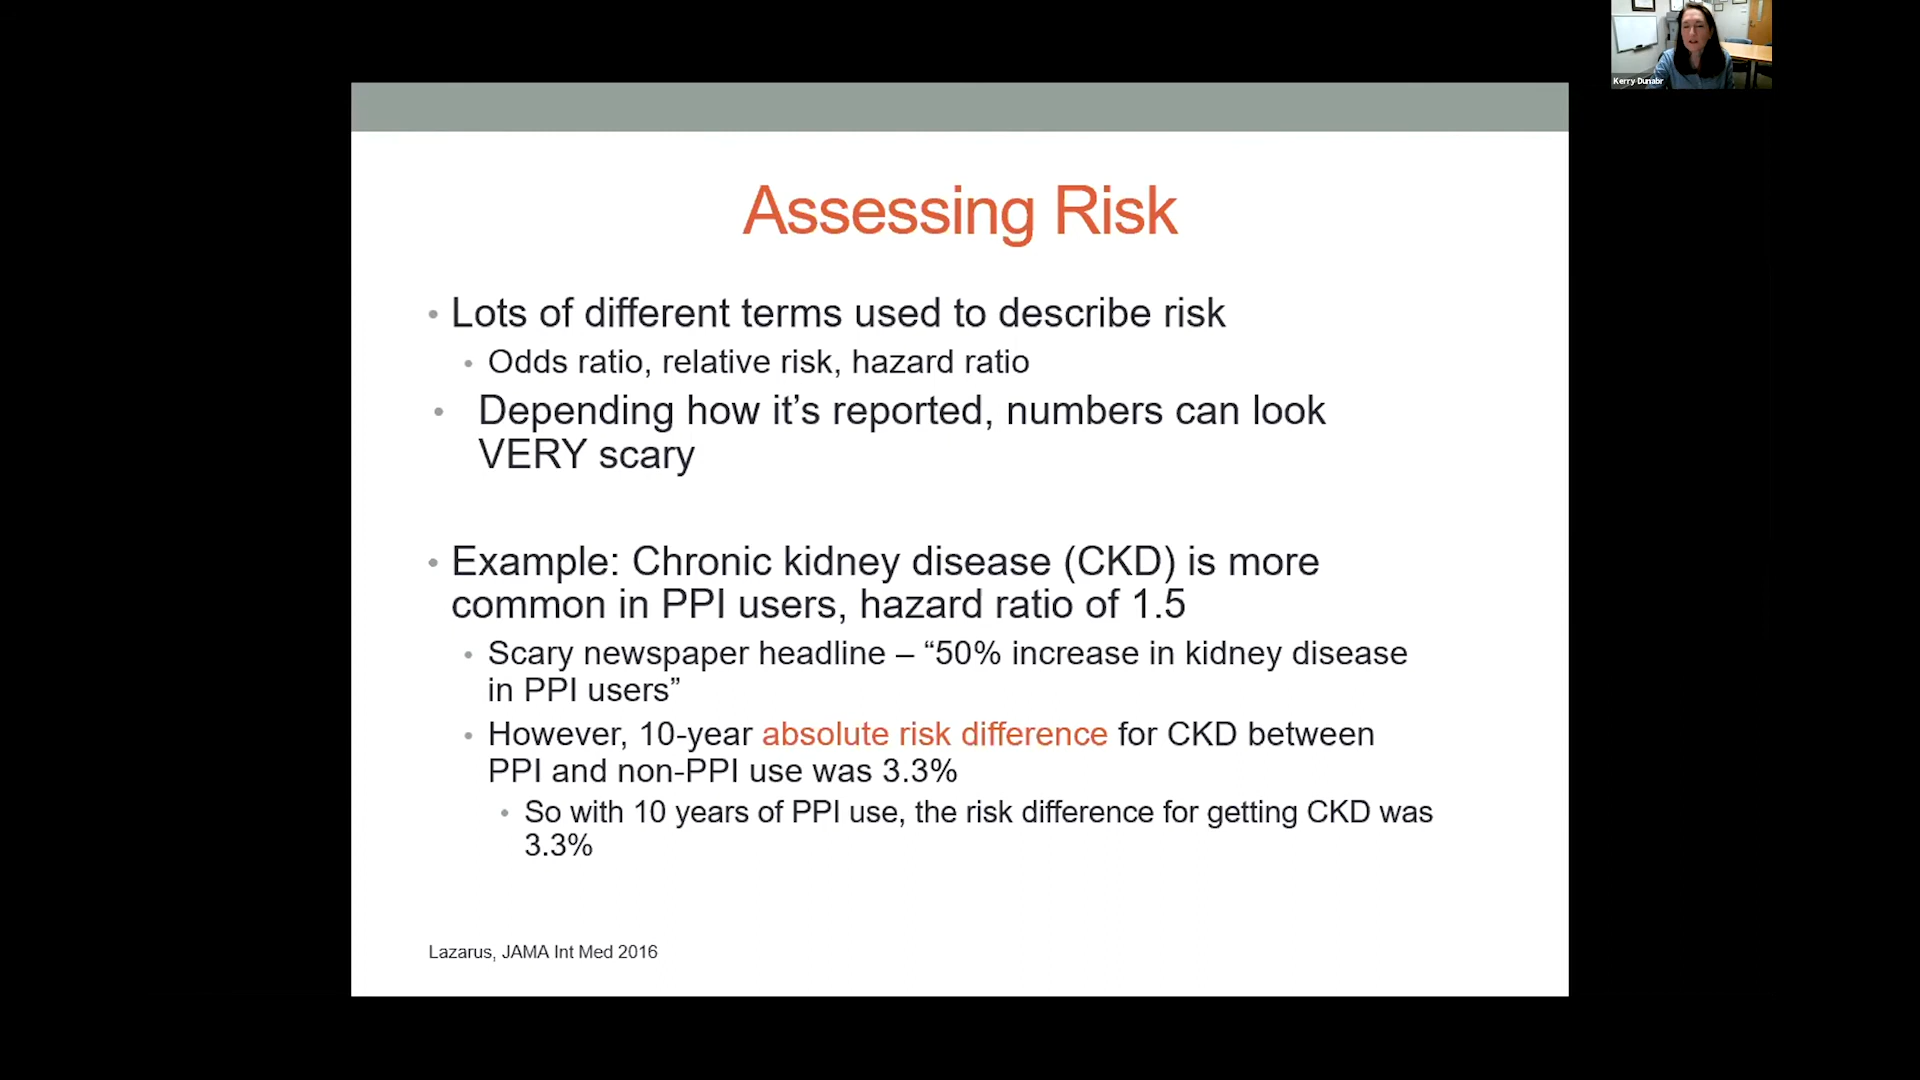 Kerry Dunabr
Assessing Risk
• Lots of different terms used to describe risk
• Odds ratio, relative risk, hazard ratio
• Depending how it’s reported, numbers can look
VERY scary
• Example: Chronic kidney disease (CKD) is more
common in PPI users, hazard ratio of 1.5
• Scary newspaper headline – “50% increase in kidney disease
in PPI users”
• However, 10-year absolute risk difference for CKD between
PPI and non-PPI use was 3.3%
• So with 10 years of PPI use, the risk difference for getting CKD was
3.3%
Lazarus, JAMA Int Med 2016